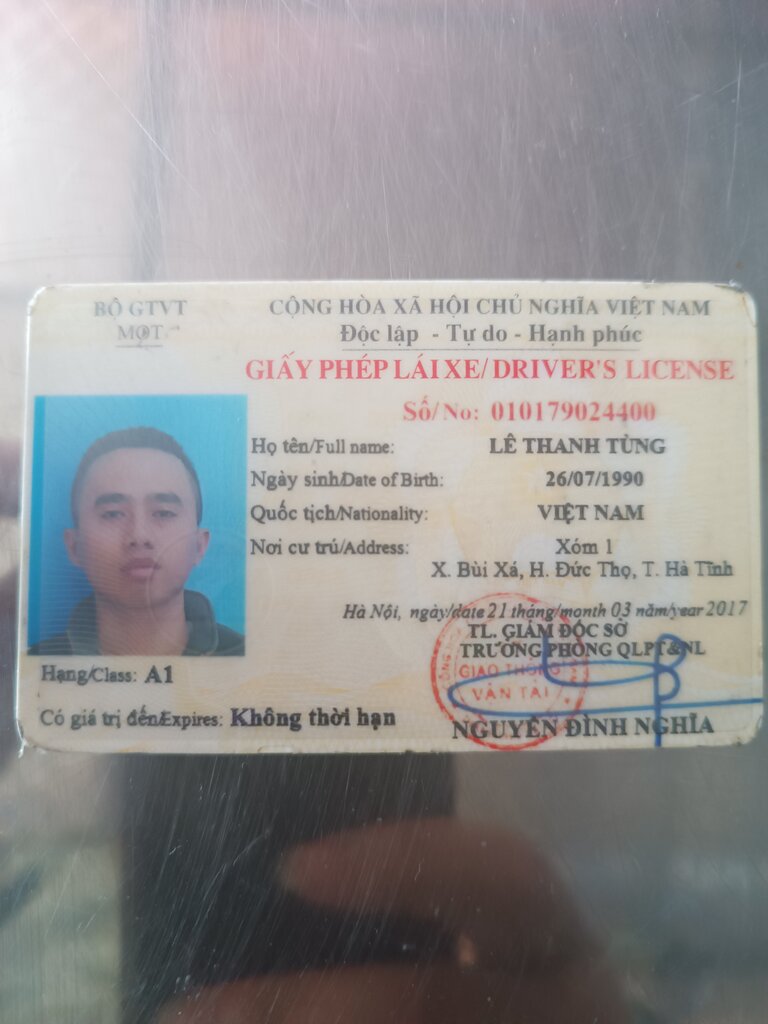 BỘ GTVT
MOT
CỘNG HÒA XÃ HỘI CHỦ NGHĨA VIỆT NAM
Độc lập - Tự do - Hạnh phúc
GIẤY PHÉP LÁI XE/ DRIVER'S LICENSE
Số/No: 010179024400
Họ tên/Full name: LÊ THANH TÙNG
Ngày sinh/Date of Birth: 26/07/1990
Quốc tịch/Nationality: VIỆT NAM
Nơi cư trú/Address: Xóm 1
X. Bùi Xá, H. Đức Thọ, T. Hà Tĩnh
Hà Nội, ngày/date 21 tháng/month 03 năm/year 2017
TL. GIÁM ĐỐC SỞ
TRƯỞNG PHÒNG QLPT&NL
GIAO THÔNG
VẬN TẢI
NGUYỄN ĐÌNH NGHĨA
Hạng/Class: A1
Có giá trị đến/Expires: Không thời hạn